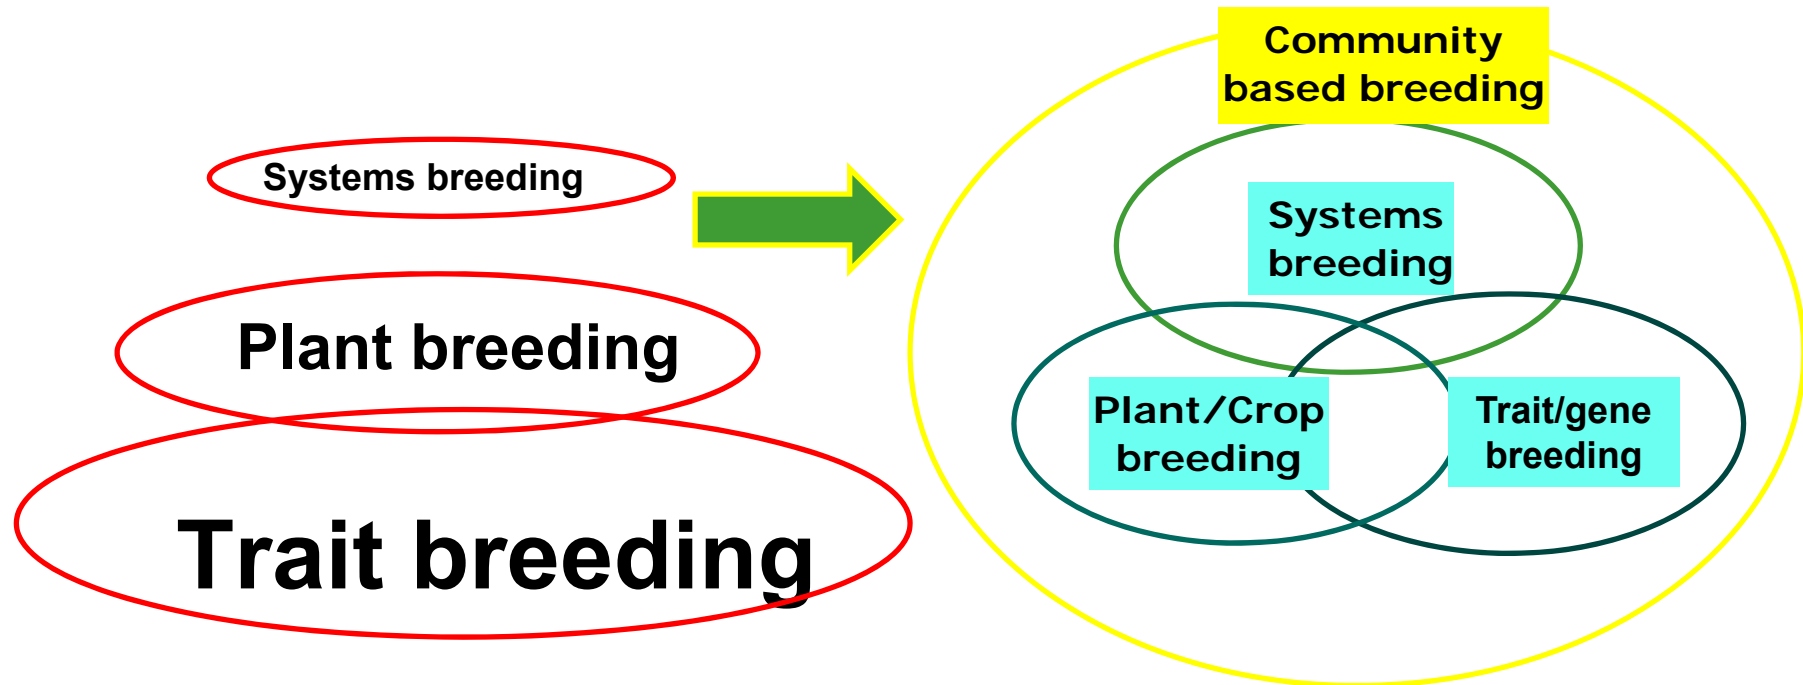 Systems breeding
Plant breeding
Trait breeding
Community
based breeding
Systems
breeding
Plant/Crop
breeding
Trait/gene
breeding